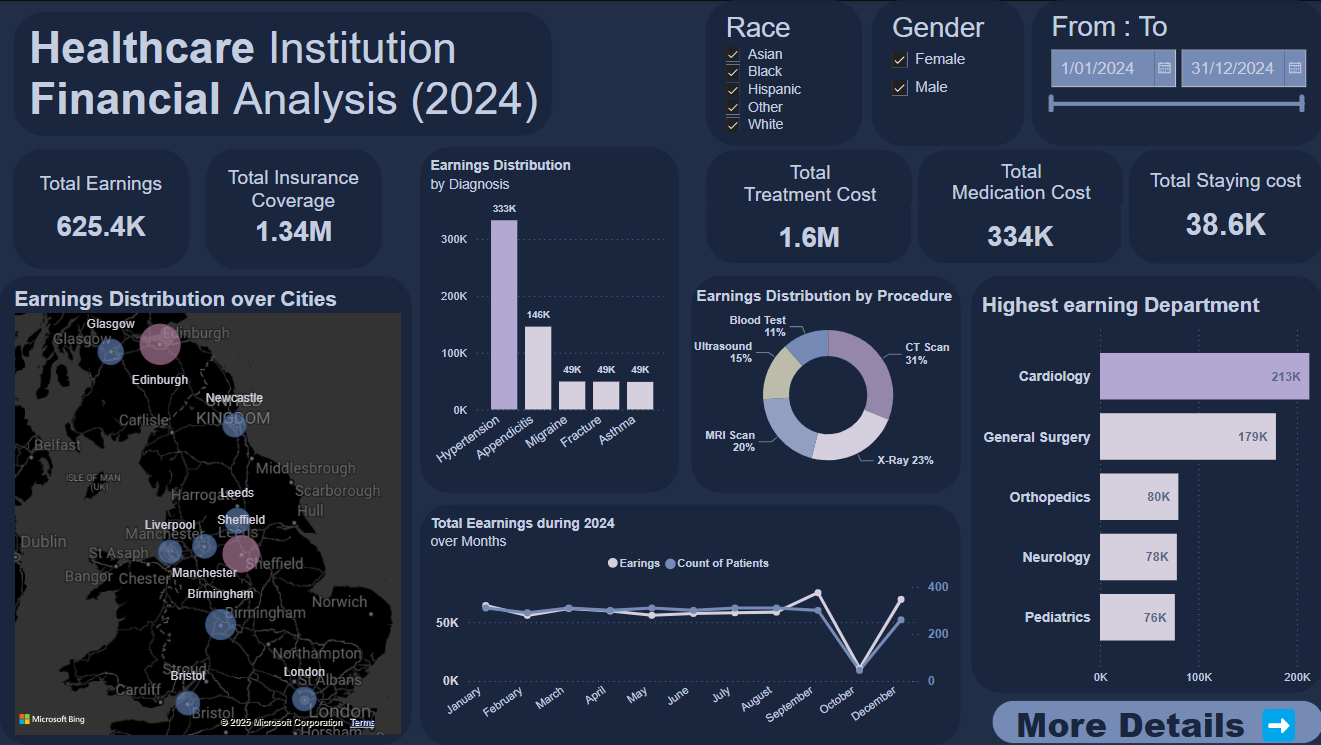 Healthcare Institution
Financial Analysis (2024)
Race
Asian
Black
Hispanic
Other
White
Gender
Female
Male
From : To
1/01/2024
31/12/2024
Total Earnings
625.4K
Total Insurance
Coverage
1.34M
Earnings Distribution
by Diagnosis
333K
146K
49K
49K
49K
300K
200K
100K
0K
Hypertension
Appendicitis
Migraine
Fracture
Asthma
Total
Treatment Cost
1.6M
Total
Medication Cost
334K
Total Staying cost
38.6K
Earnings Distribution over Cities
Glasgow
Glasgow
Edinburgh
Edinburgh
Newcastle
UNITED
KINGDOM
Carlisle
Belfast
Middlesbrough
ISLE OF MAN
(UK)
Harrogate
Leeds
Scarborough
Hull
Liverpool
Sheffield
Manchester
Leeds
Dublin
St Asaph
Sheffield
Bangor
Chester
Manchester
Birmingham
Norwich
Birmingham
Northampton
Stroud
Bristol
London
St Albans
Cardiff
Bristol
London
Horsham
Microsoft Bing
© 2025 Microsoft Corporation Terms
Earnings Distribution by Procedure
Blood Test
11%
Ultrasound
15%
CT Scan
31%
MRI Scan
20%
X-Ray 23%
Total Eearnings during 2024
over Months
Earings
Count of Patients
50K
0K
400
200
0
January
February
March
April
May
June
July
August
September
October
December
Highest earning Department
Cardiology
213K
General Surgery
179K
Orthopedics
80K
Neurology
78K
Pediatrics
76K
0K
100K
200K
More Details